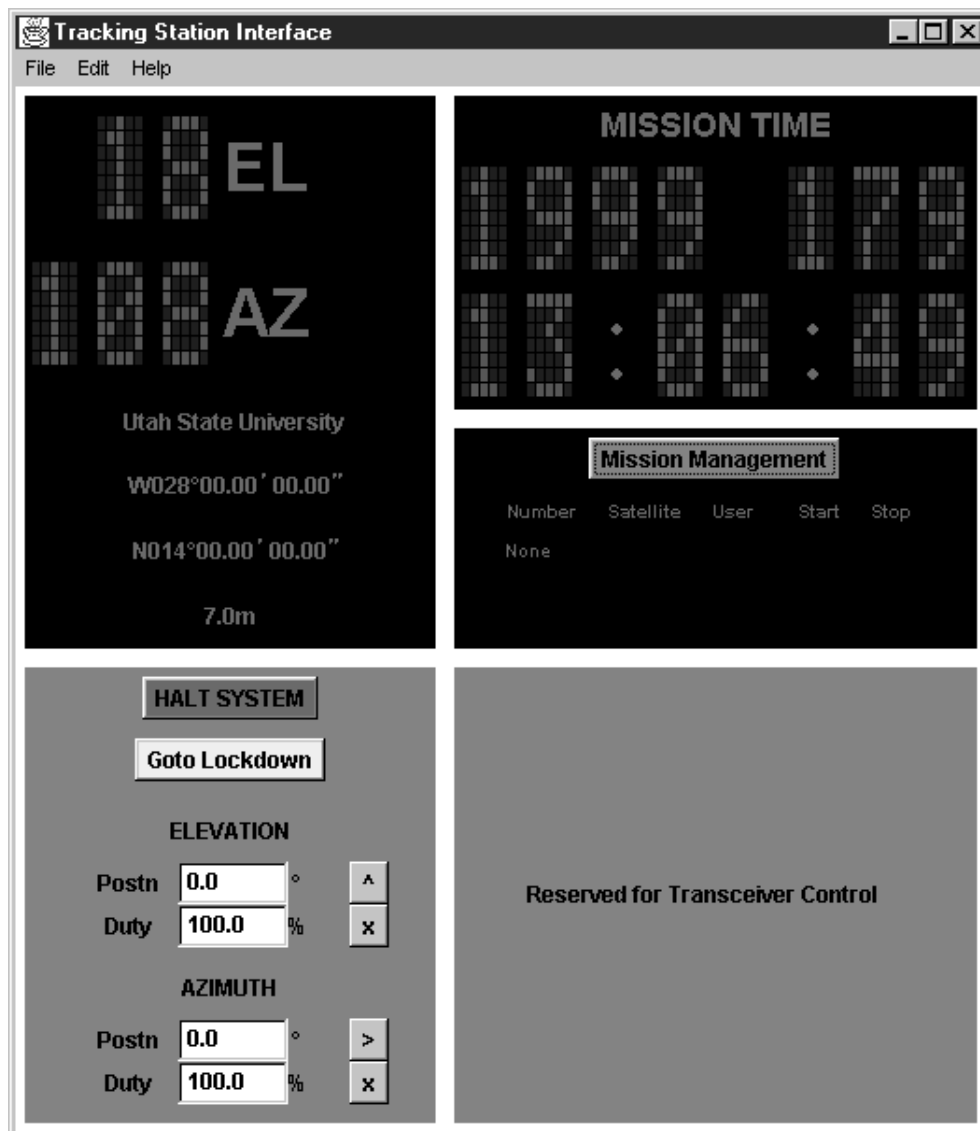 Tracking Station Interface
File Edit Help
18 EL
108 AZ
Utah State University
W028°00.00'00.00"
N014°00.00'00.00"
7.0m
MISSION TIME
1999 179
13:06:49
Mission Management
Number Satellite User Start Stop
None
HALT SYSTEM
Goto Lockdown
ELEVATION
Postn 0.0 ° ^
Duty 100.0 % x
AZIMUTH
Postn 0.0 ° >
Duty 100.0 % x
Reserved for Transceiver Control